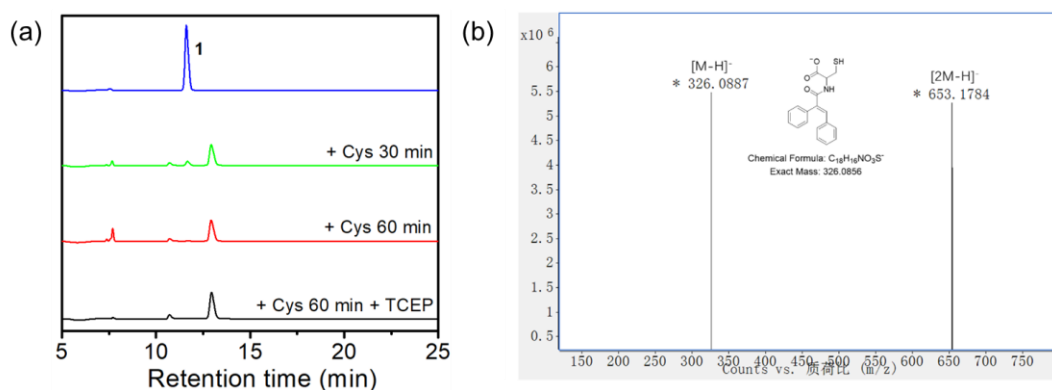 (a)
1
+ Cys 30 min
+ Cys 60 min
+ Cys 60 min + TCEP
5 10 15 20 25
Retention time (min)
(b)
x10 6
5.5
5
4.5
4
3.5
3
2.5
2
1.5
1
0.5
[M-H]-
* 326.0887
[2M-H]-
* 653.1784
O-
SH
O
O
NH
Chemical Formula: C18H16NO3S-
Exact Mass: 326.0856
150 200 250 300 350 400 450 500 550 600 650 700 750
Counts vs. 质荷比 (m/z)